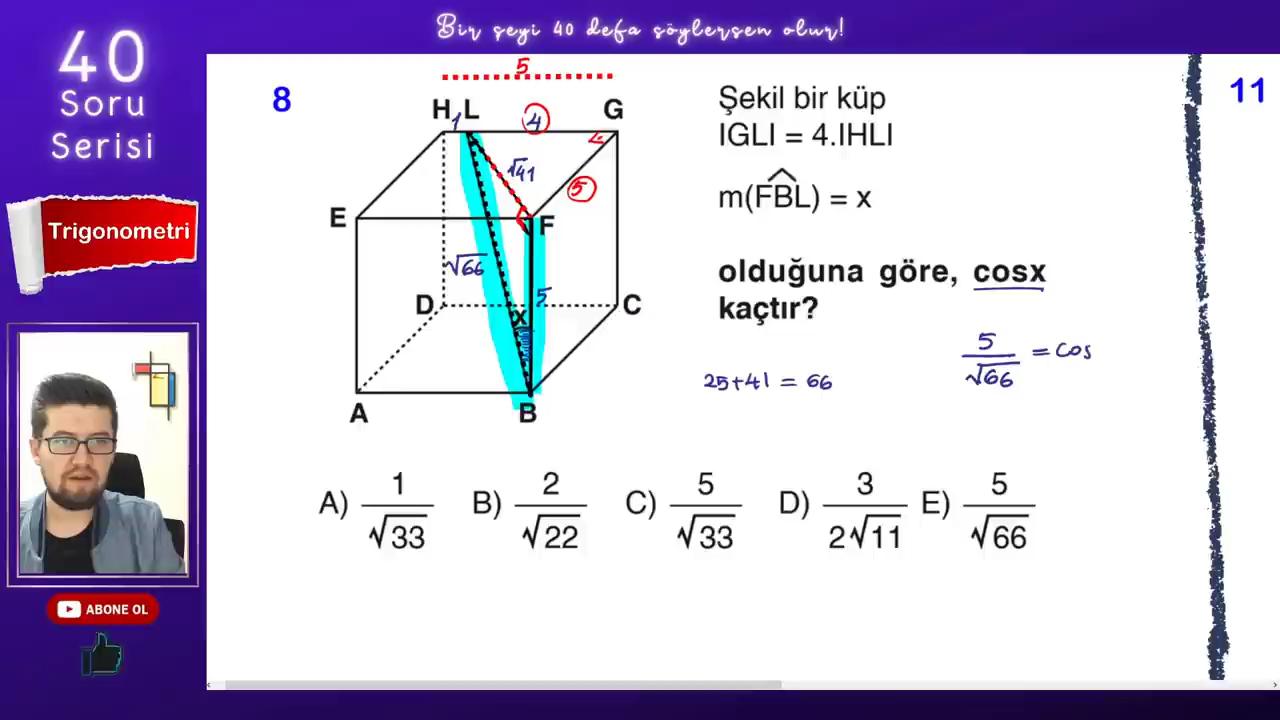 Bir şeyi 40 defa söylersen olur!
40
Soru
Serisi
Trigonometri
ABONE OL
8
5
H L G
1 4
√41
5
E F
√66
5
D C
x
A B
Şekil bir küp
IGLI = 4.IHLI
m(FBL) = x
olduğuna göre, cosx
kaçtır?
5/√66 = cos
25+41 = 66
A) 1/√33 B) 2/√22 C) 5/√33 D) 3/2√11 E) 5/√66
11